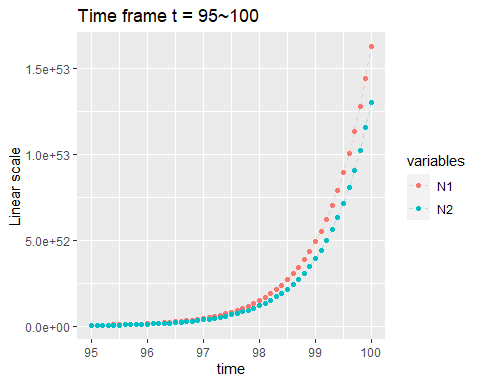 Time frame t = 95~100
Linear scale
1.5e+53
1.0e+53
5.0e+52
0.0e+00
95 96 97 98 99 100
time
variables
N1
N2